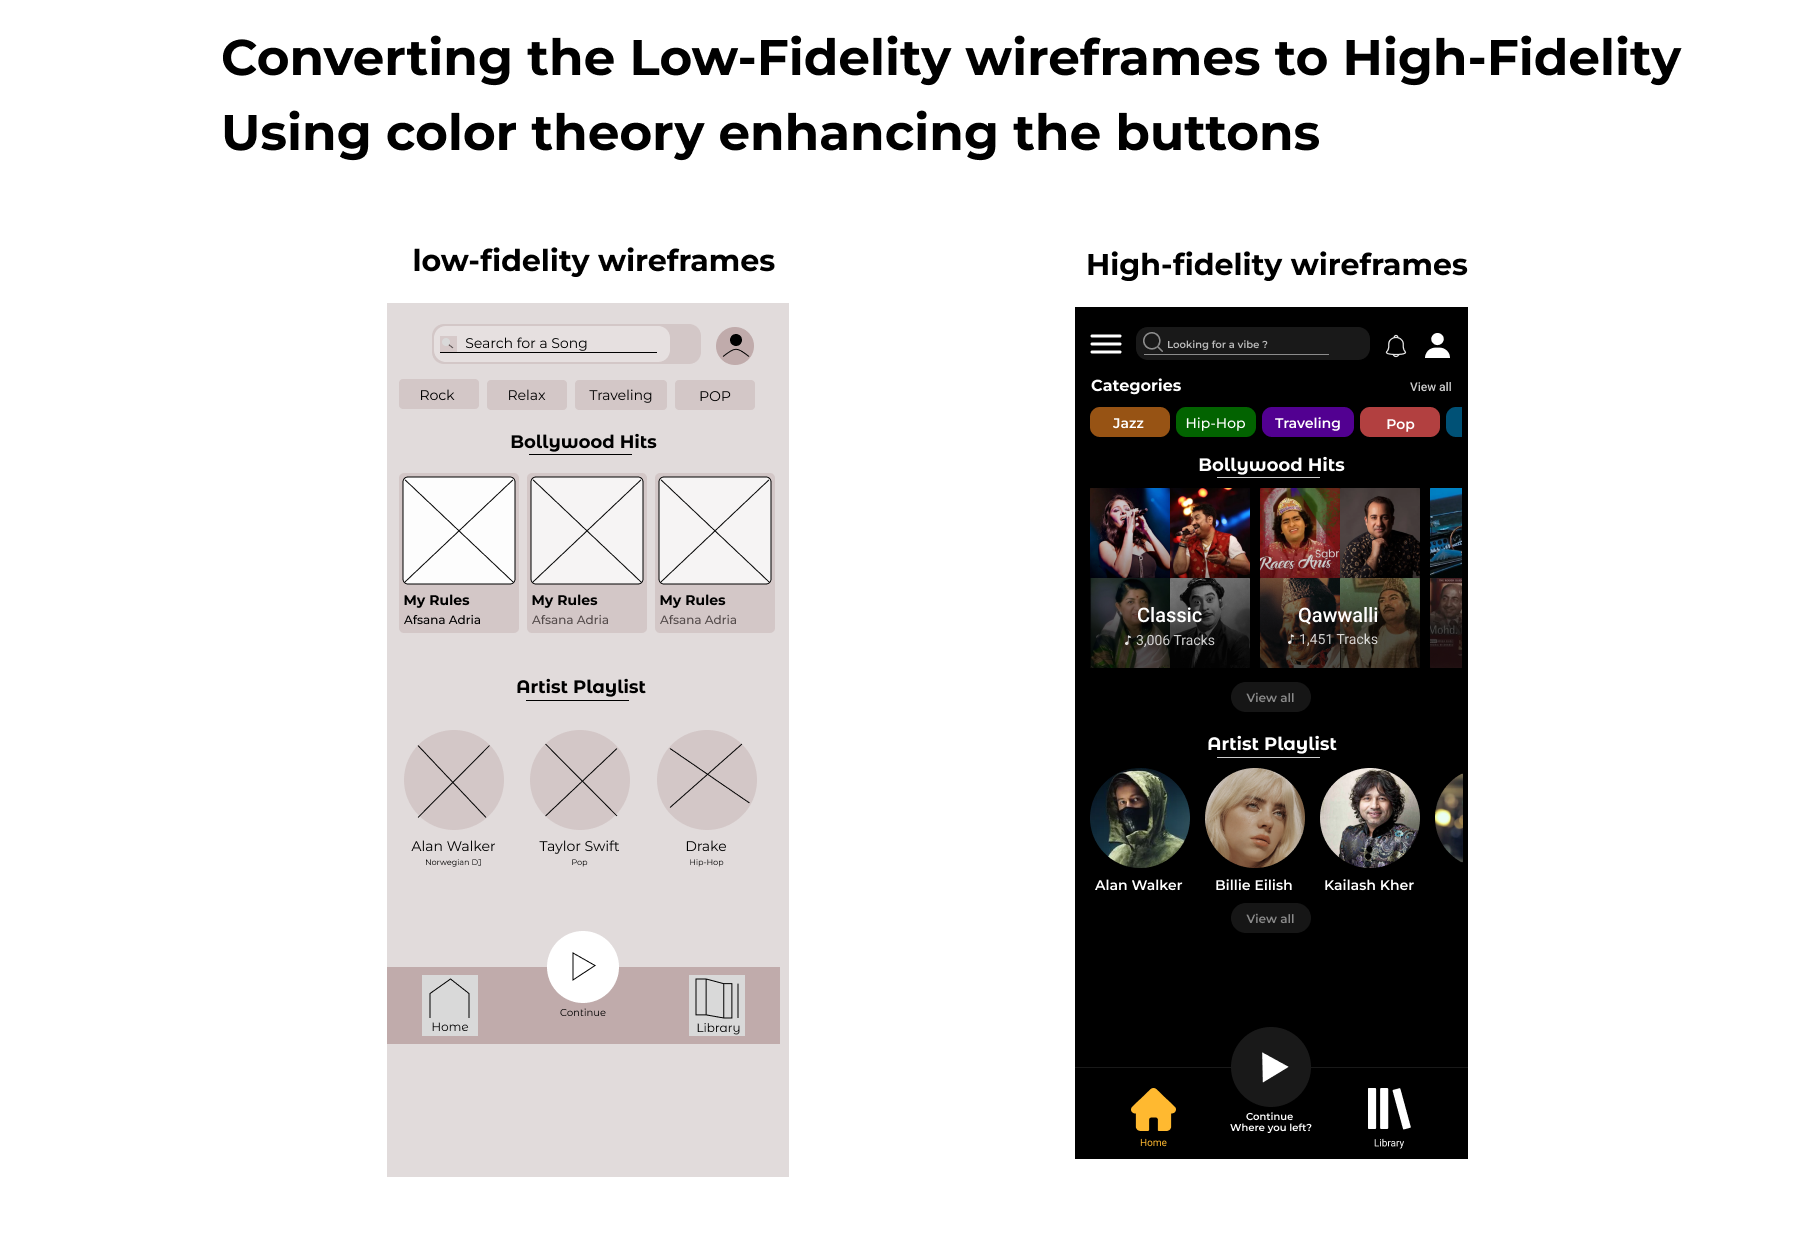 Converting the Low-Fidelity wireframes to High-Fidelity
Using color theory enhancing the buttons
low-fidelity wireframes
Search for a Song
Rock Relax Traveling POP
Bollywood Hits
My Rules My Rules My Rules
Afsana Adria Afsana Adria Afsana Adria
Artist Playlist
Alan Walker Taylor Swift Drake
Norwegian DJ Pop Hip-Hop
Continue
Home Library
High-fidelity wireframes
Looking for a vibe ?
Categories View all
Jazz Hip-Hop Traveling Pop
Bollywood Hits
Sabr
Raees Anis
Classic Qawwalli Mohd.
3,006 Tracks 1,451 Tracks
View all
Artist Playlist
Alan Walker Billie Eilish Kailash Kher
View all
Continue
Where you left?
Home Library